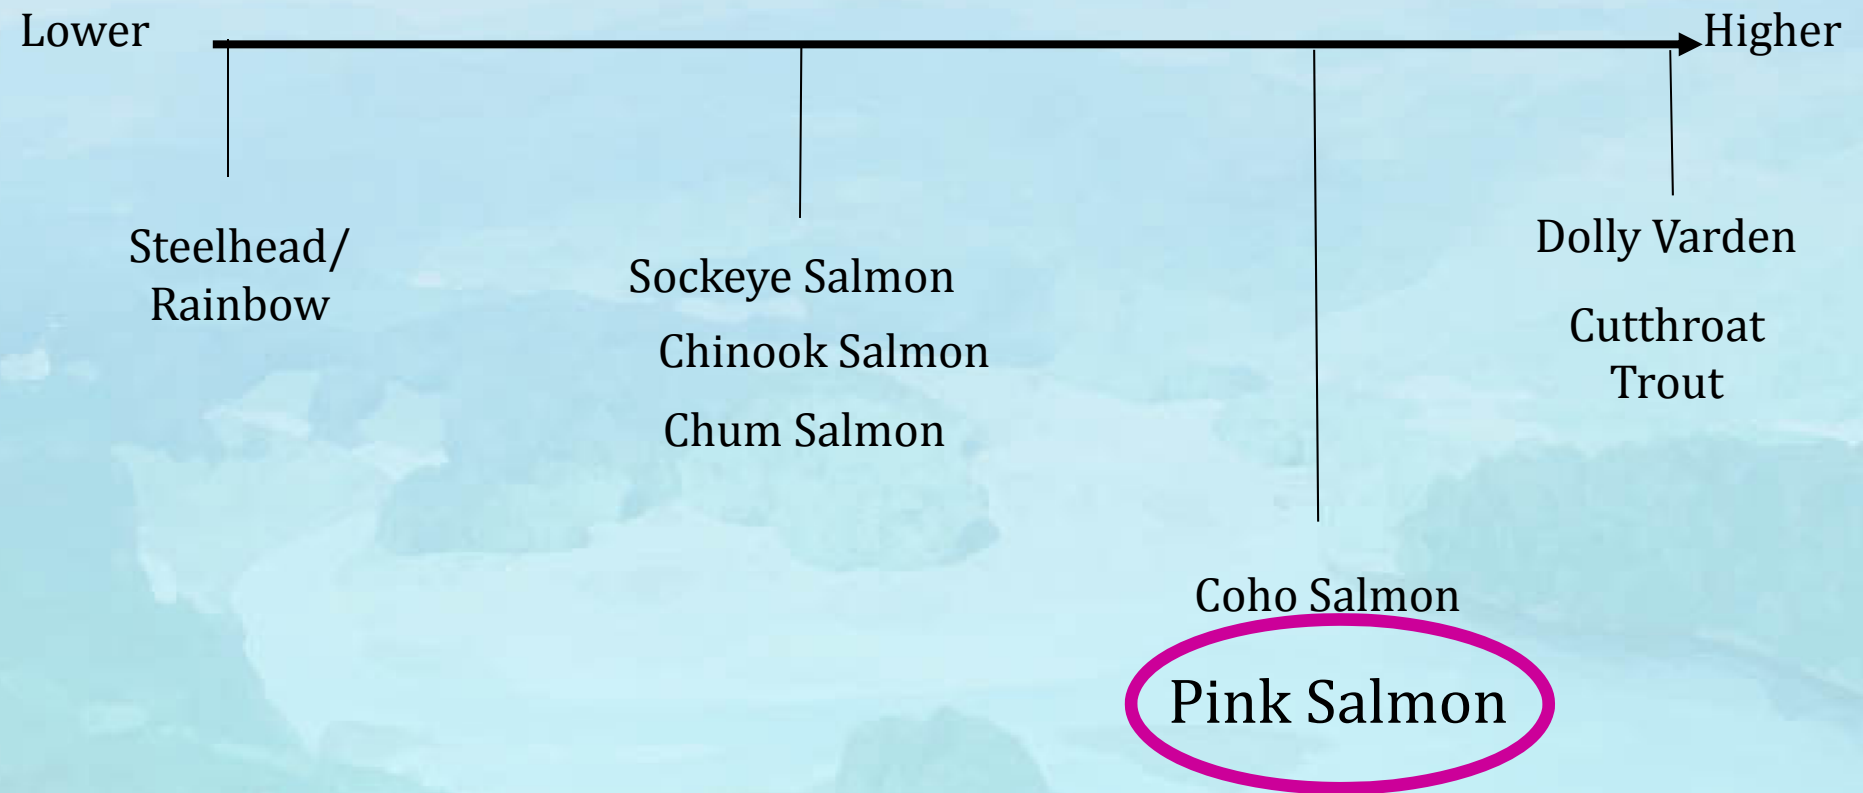 Lower
Higher
Steelhead/
Rainbow
Sockeye Salmon
Chinook Salmon
Chum Salmon
Dolly Varden
Cutthroat
Trout
Coho Salmon
Pink Salmon